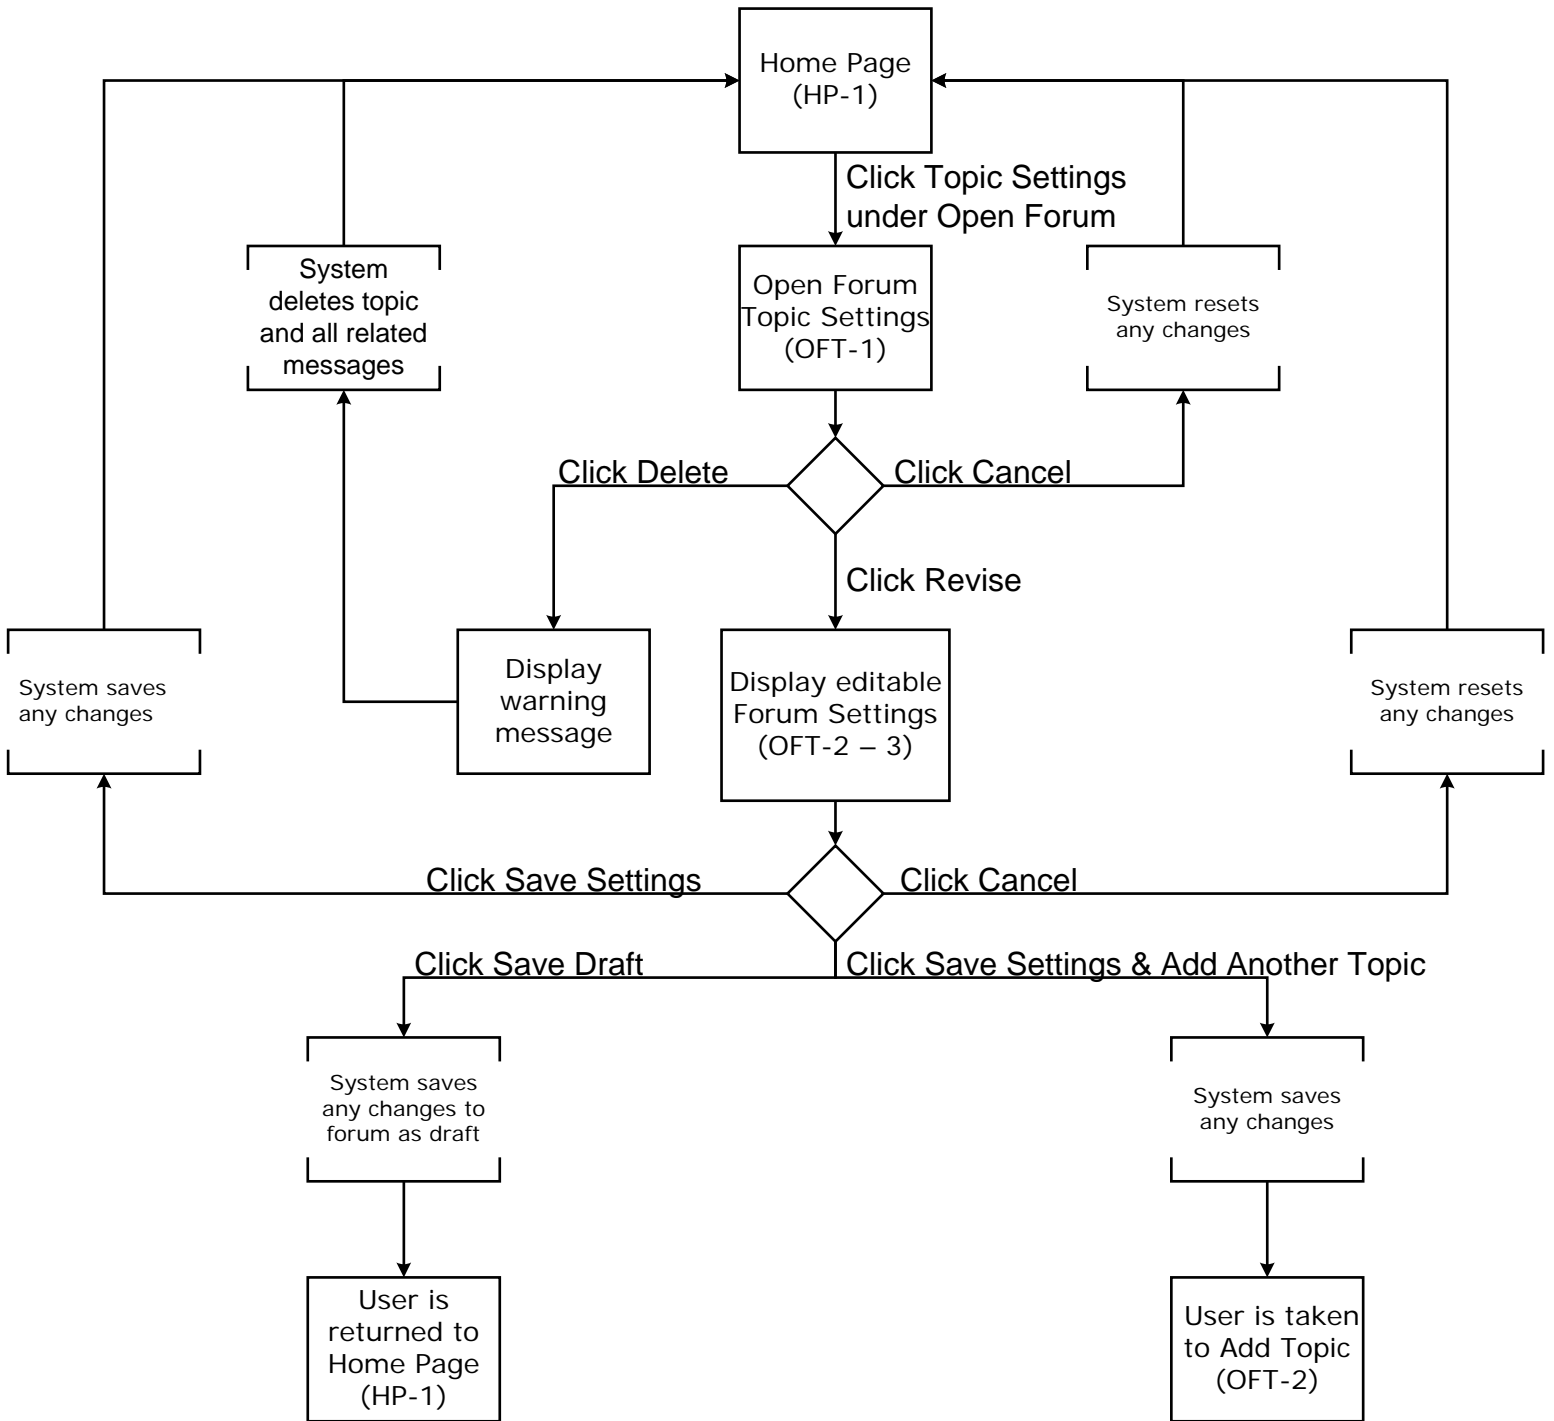 Home Page
(HP-1)
Click Topic Settings
under Open Forum
System
deletes topic
and all related
messages
Open Forum
Topic Settings
(OFT-1)
System resets
any changes
Click Delete
Click Cancel
Click Revise
System saves
any changes
Display
warning
message
Display editable
Forum Settings
(OFT-2 – 3)
System resets
any changes
Click Save Settings
Click Cancel
Click Save Draft
Click Save Settings & Add Another Topic
System saves
any changes to
forum as draft
System saves
any changes
User is
returned to
Home Page
(HP-1)
User is taken
to Add Topic
(OFT-2)